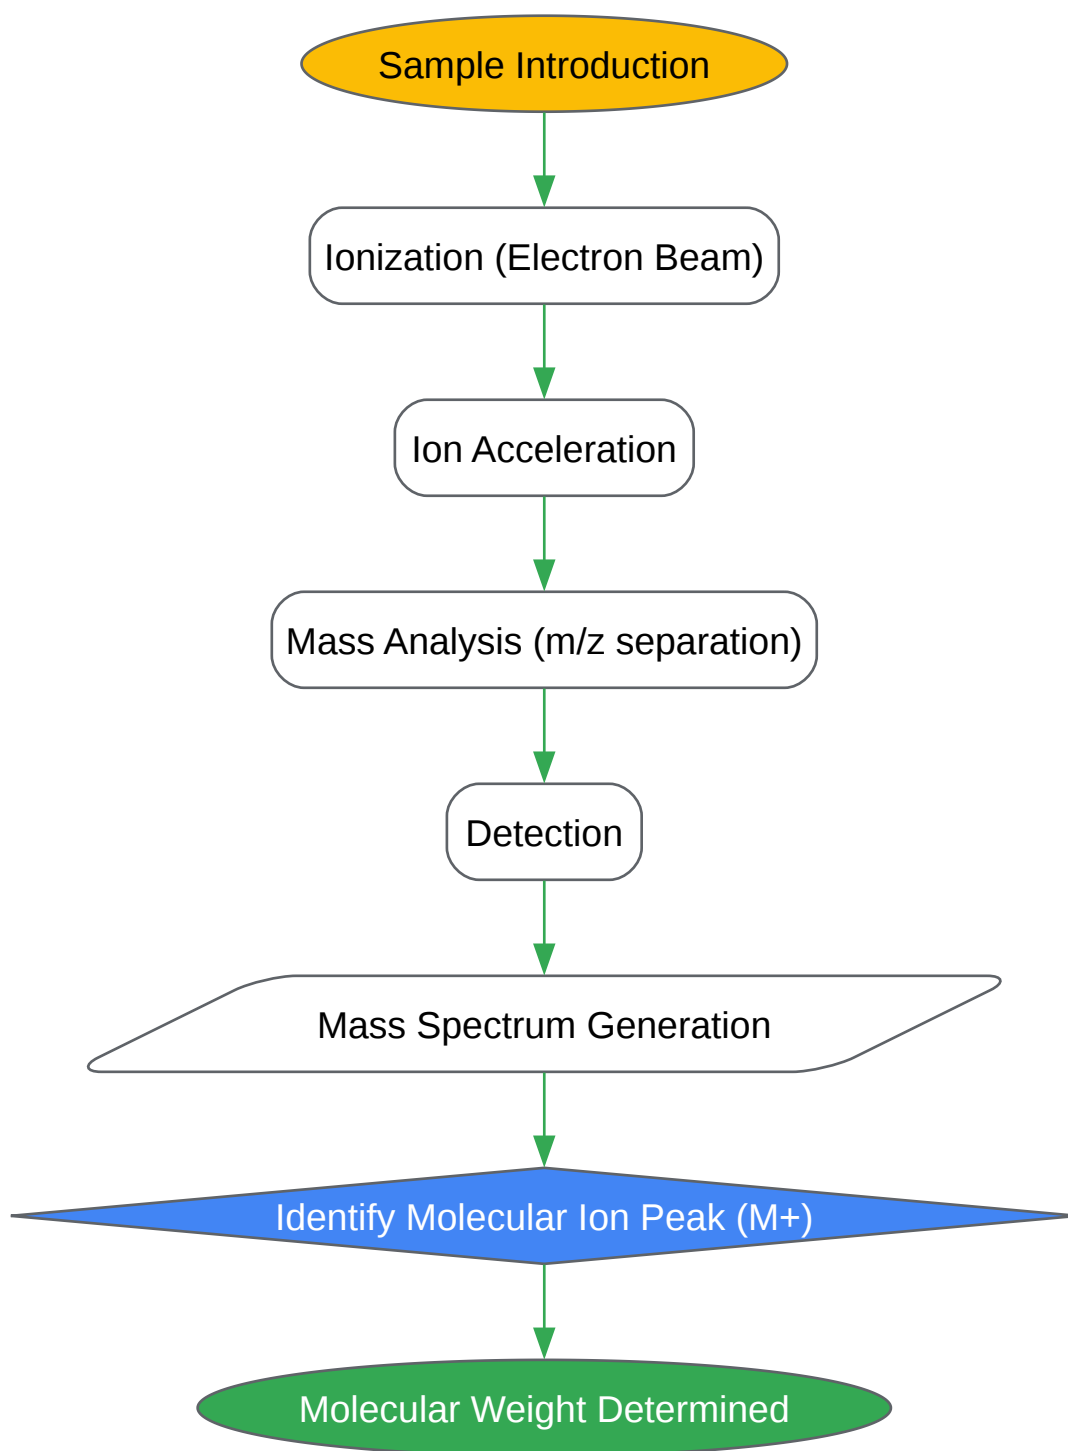 Sample Introduction
Ionization (Electron Beam)
Ion Acceleration
Mass Analysis (m/z separation)
Detection
Mass Spectrum Generation
Identify Molecular Ion Peak (M+)
Molecular Weight Determined